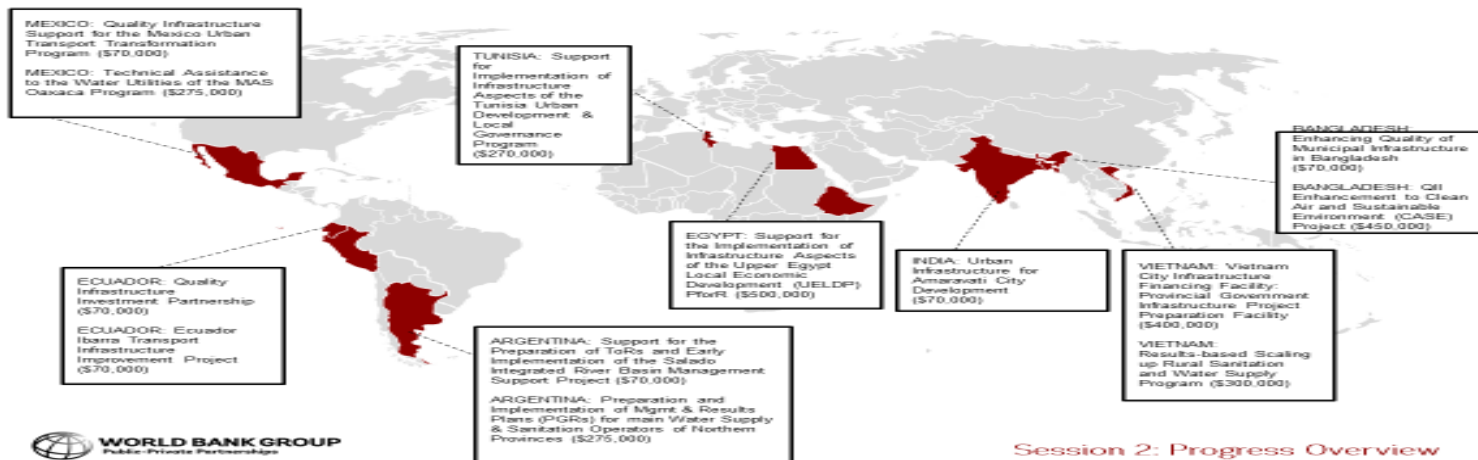 MEXICO: Quality Infrastructure
Support for the Mexico Urban
Transport Transformation
Program ($70,000)
MEXICO: Technical Assistance
to the Water Utilities of the MAS
Oaxaca Program ($275,000)
TUNISIA: Support
for
Implementation of
Infrastructure
Aspects of the
Tunisia Urban
Development &
Local
Governance
Program
($270,000)
BANGLADESH:
Enhancing Quality of
Municipal Infrastructure
in Bangladesh
($70,000)
BANGLADESH: QII
Enhancement to Clean
Air and Sustainable
Environment (CASE)
Project ($450,000)
ECUADOR: Quality
Infrastructure
Investment Partnership
($70,000)
ECUADOR: Ecuador
Ibarra Transport
Infrastructure
Improvement Project
($70,000)
EGYPT: Support for
the Implementation of
Infrastructure Aspects
of the Upper Egypt
Local Economic
Development (UELDP)
PforR ($500,000)
INDIA: Urban
Infrastructure for
Amaravati City
Development
($70,000)
VIETNAM: Vietnam
City Infrastructure
Financing Facility:
Provincial Government
Infrastructure Project
Preparation Facility
($400,000)
VIETNAM:
Results-based Scaling
up Rural Sanitation
and Water Supply
Program ($300,000)
ARGENTINA: Support for the
Preparation of ToRs and Early
Implementation of the Salado
Integrated River Basin Management
Support Project ($70,000)
ARGENTINA: Preparation and
Implementation of Mgmt & Results
Plans (PGRs) for main Water Supply
& Sanitation Operators of Northern
Provinces ($275,000)
WORLD BANK GROUP
Public-Private Partnerships
Session 2: Progress Overview